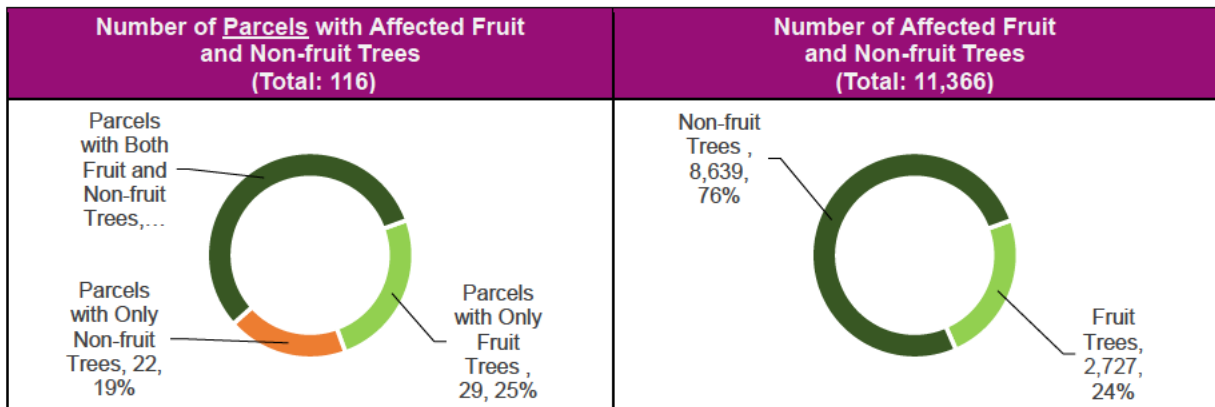 Number of Parcels with Affected Fruit
and Non-fruit Trees
(Total: 116)
Parcels
with Both
Fruit and
Non-fruit
Trees,...
Parcels
with Only
Non-fruit
Trees, 22,
19%
Parcels
with Only
Fruit
Trees ,
29, 25%
Number of Affected Fruit
and Non-fruit Trees
(Total: 11,366)
Non-fruit
Trees ,
8,639,
76%
Fruit
Trees,
2,727,
24%